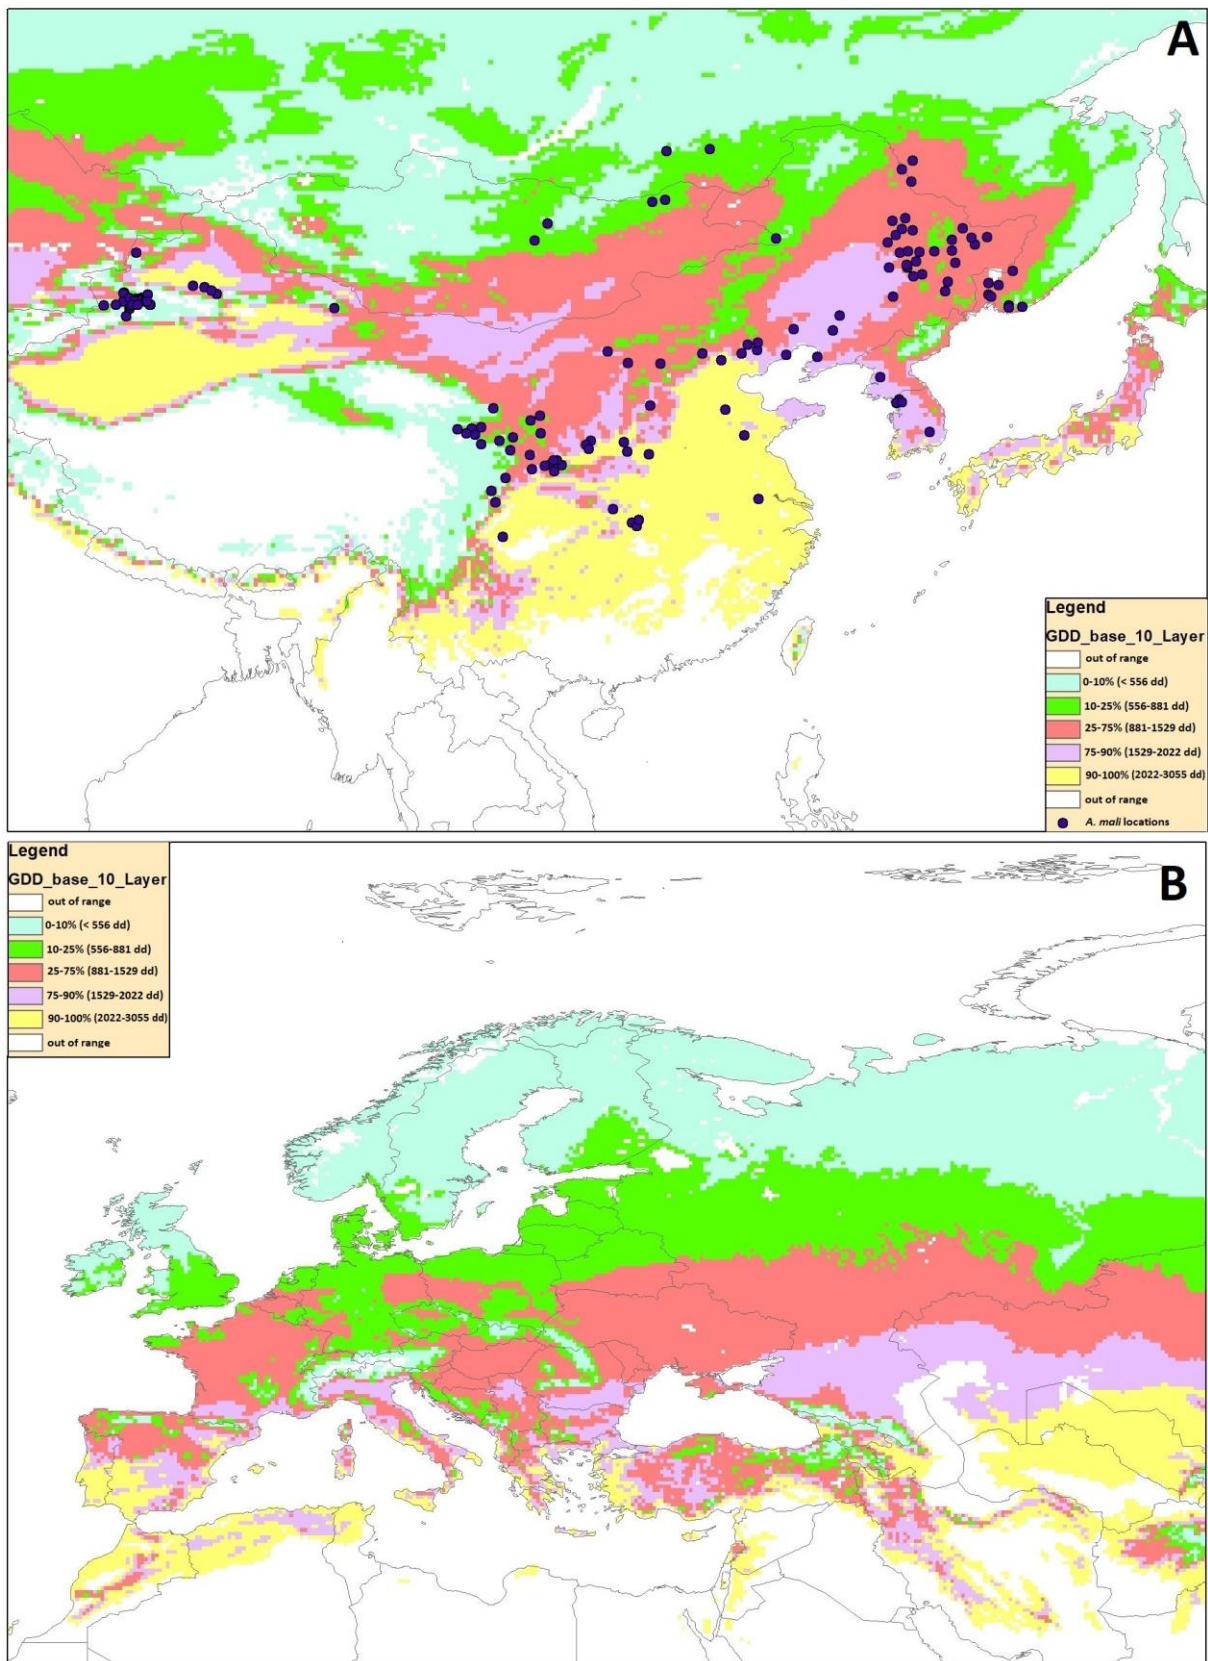 A
Legend
GDD_base_10_Layer
out of range
0-10% (< 556 dd)
10-25% (556-881 dd)
25-75% (881-1529 dd)
75-90% (1529-2022 dd)
90-100% (2022-3055 dd)
out of range
A. mali locations
Legend
GDD_base_10_Layer
out of range
0-10% (< 556 dd)
10-25% (556-881 dd)
25-75% (881-1529 dd)
75-90% (1529-2022 dd)
90-100% (2022-3055 dd)
out of range
B